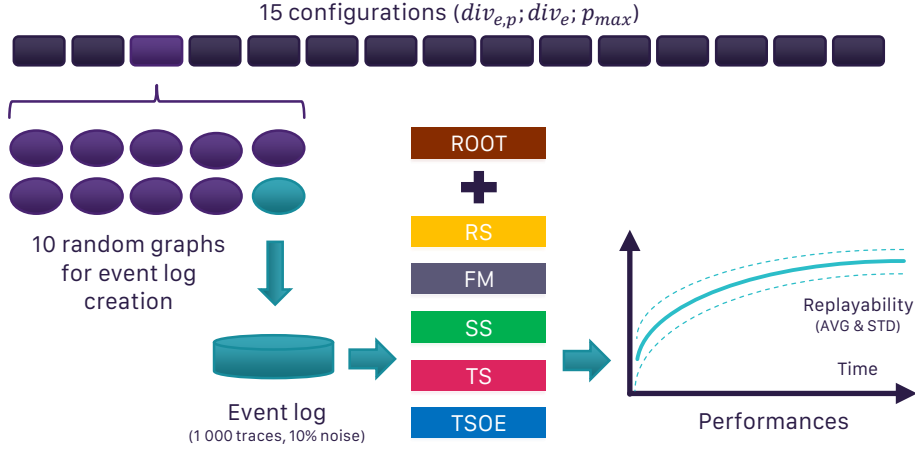 15 configurations (div_{e,p}; div_e; p_{max})
ROOT
RS
10 random graphs
for event log
creation
FM
SS
TS
TSOE
Event log
(1 000 traces, 10% noise)
Replayability
(AVG & STD)
Time
Performances